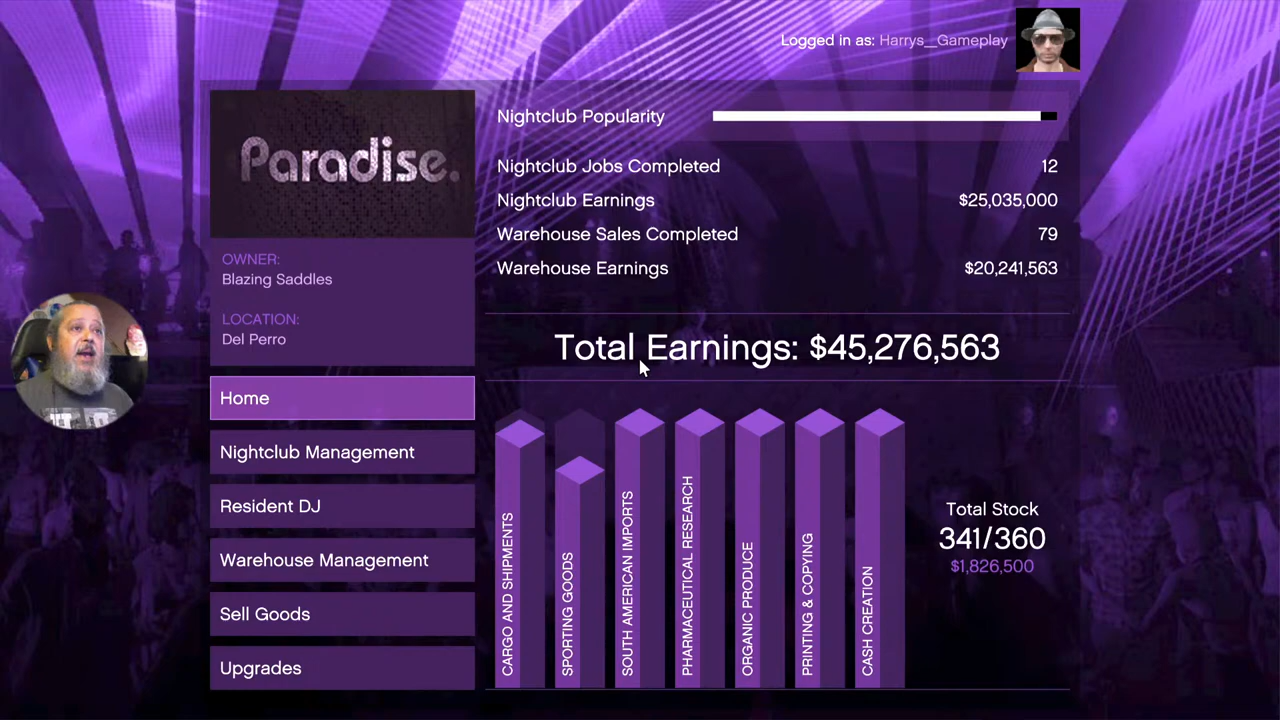 Logged in as: Harrys__Gameplay
Paradise.
OWNER:
Blazing Saddles
LOCATION:
Del Perro
Home
Nightclub Management
Resident DJ
Warehouse Management
Sell Goods
Upgrades
Nightclub Popularity
Nightclub Jobs Completed 12
Nightclub Earnings $25,035,000
Warehouse Sales Completed 79
Warehouse Earnings $20,241,563
Total Earnings: $45,276,563
CARGO AND SHIPMENTS
SPORTING GOODS
SOUTH AMERICAN IMPORTS
PHARMACEUTICAL RESEARCH
ORGANIC PRODUCE
PRINTING & COPYING
CASH CREATION
Total Stock
341/360
$1,826,500